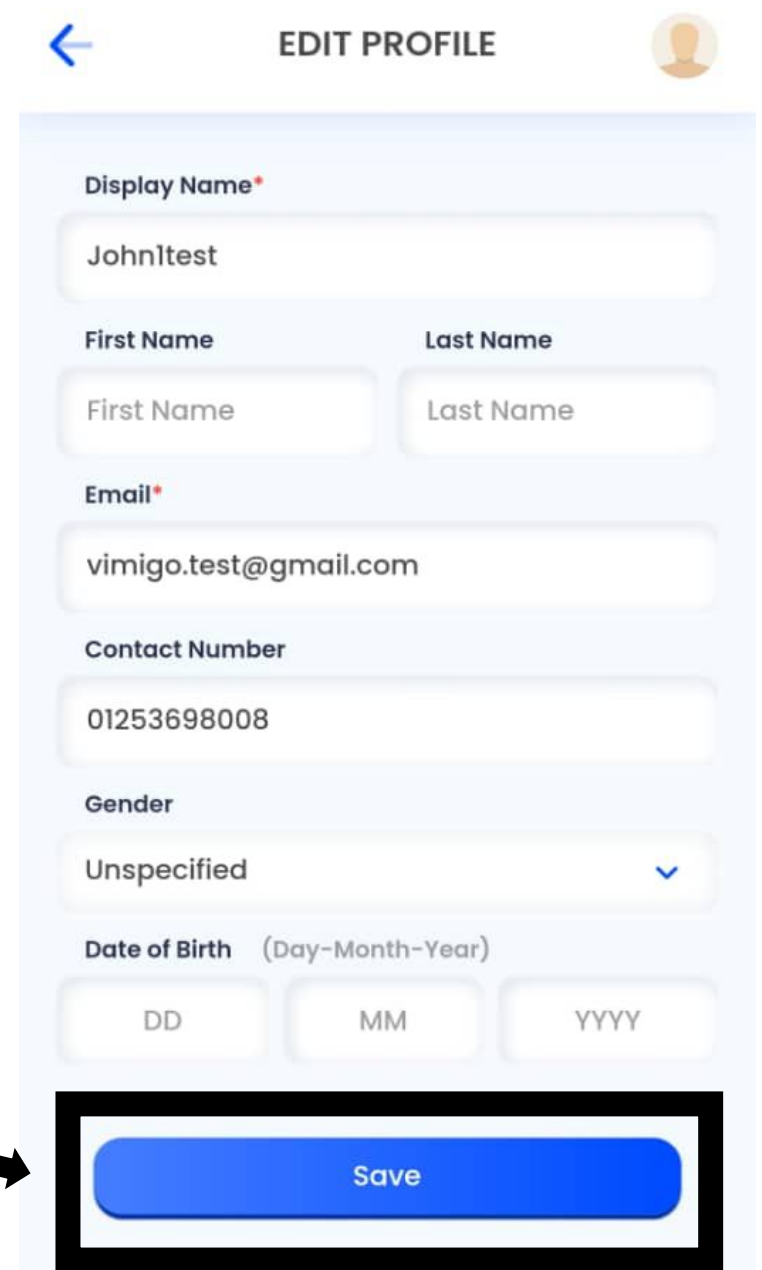 EDIT PROFILE
Display Name*
John1test
First Name Last Name
First Name Last Name
Email*
vimigo.test@gmail.com
Contact Number
01253698008
Gender
Unspecified
Date of Birth (Day-Month-Year)
DD MM YYYY
Save